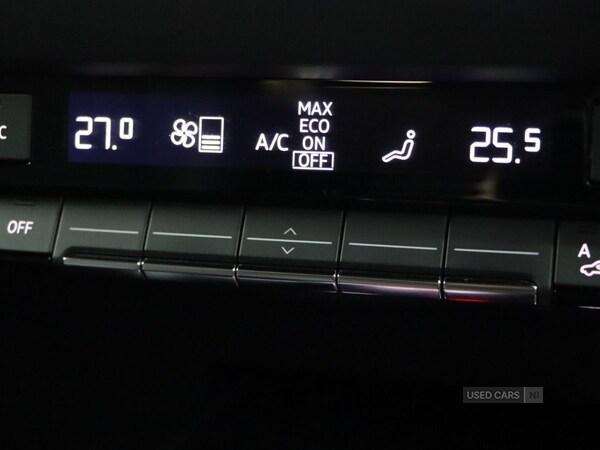 C
27.0
A/C
MAX
ECO
ON
OFF
25.5
OFF
A
USED CARS NI